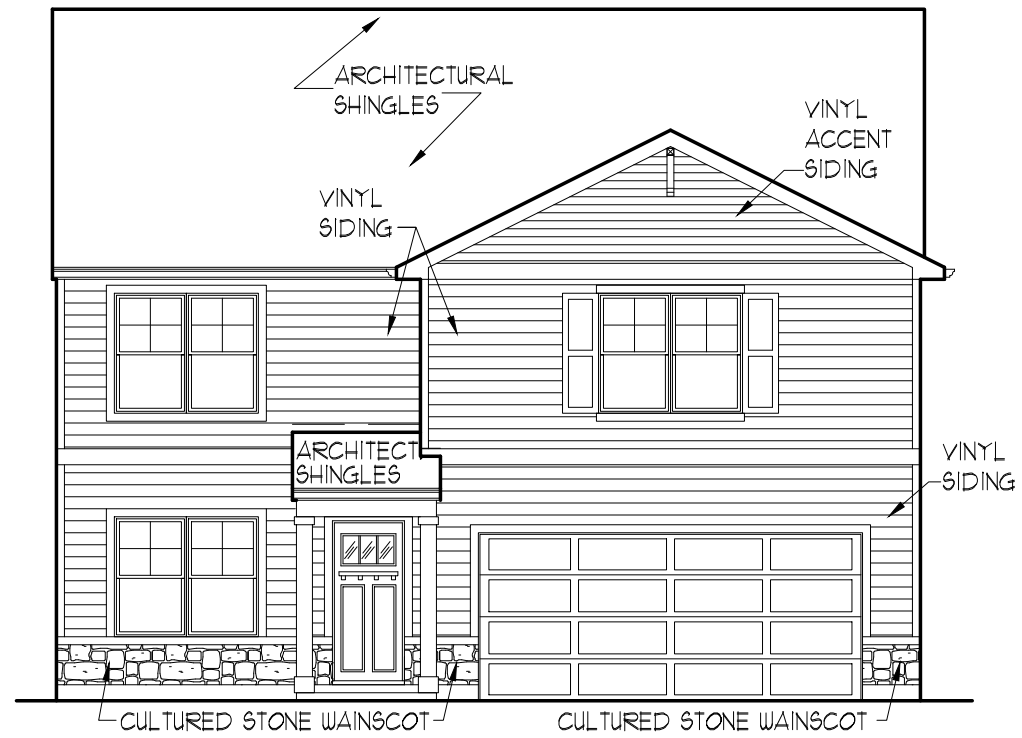 ARCHITECTURAL
SHINGLES
VINYL
ACCENT
SIDING
VINYL
SIDING
ARCHITECT
SHINGLES
VINYL
SIDING
CULTURED STONE WAINSCOT
CULTURED STONE WAINSCOT